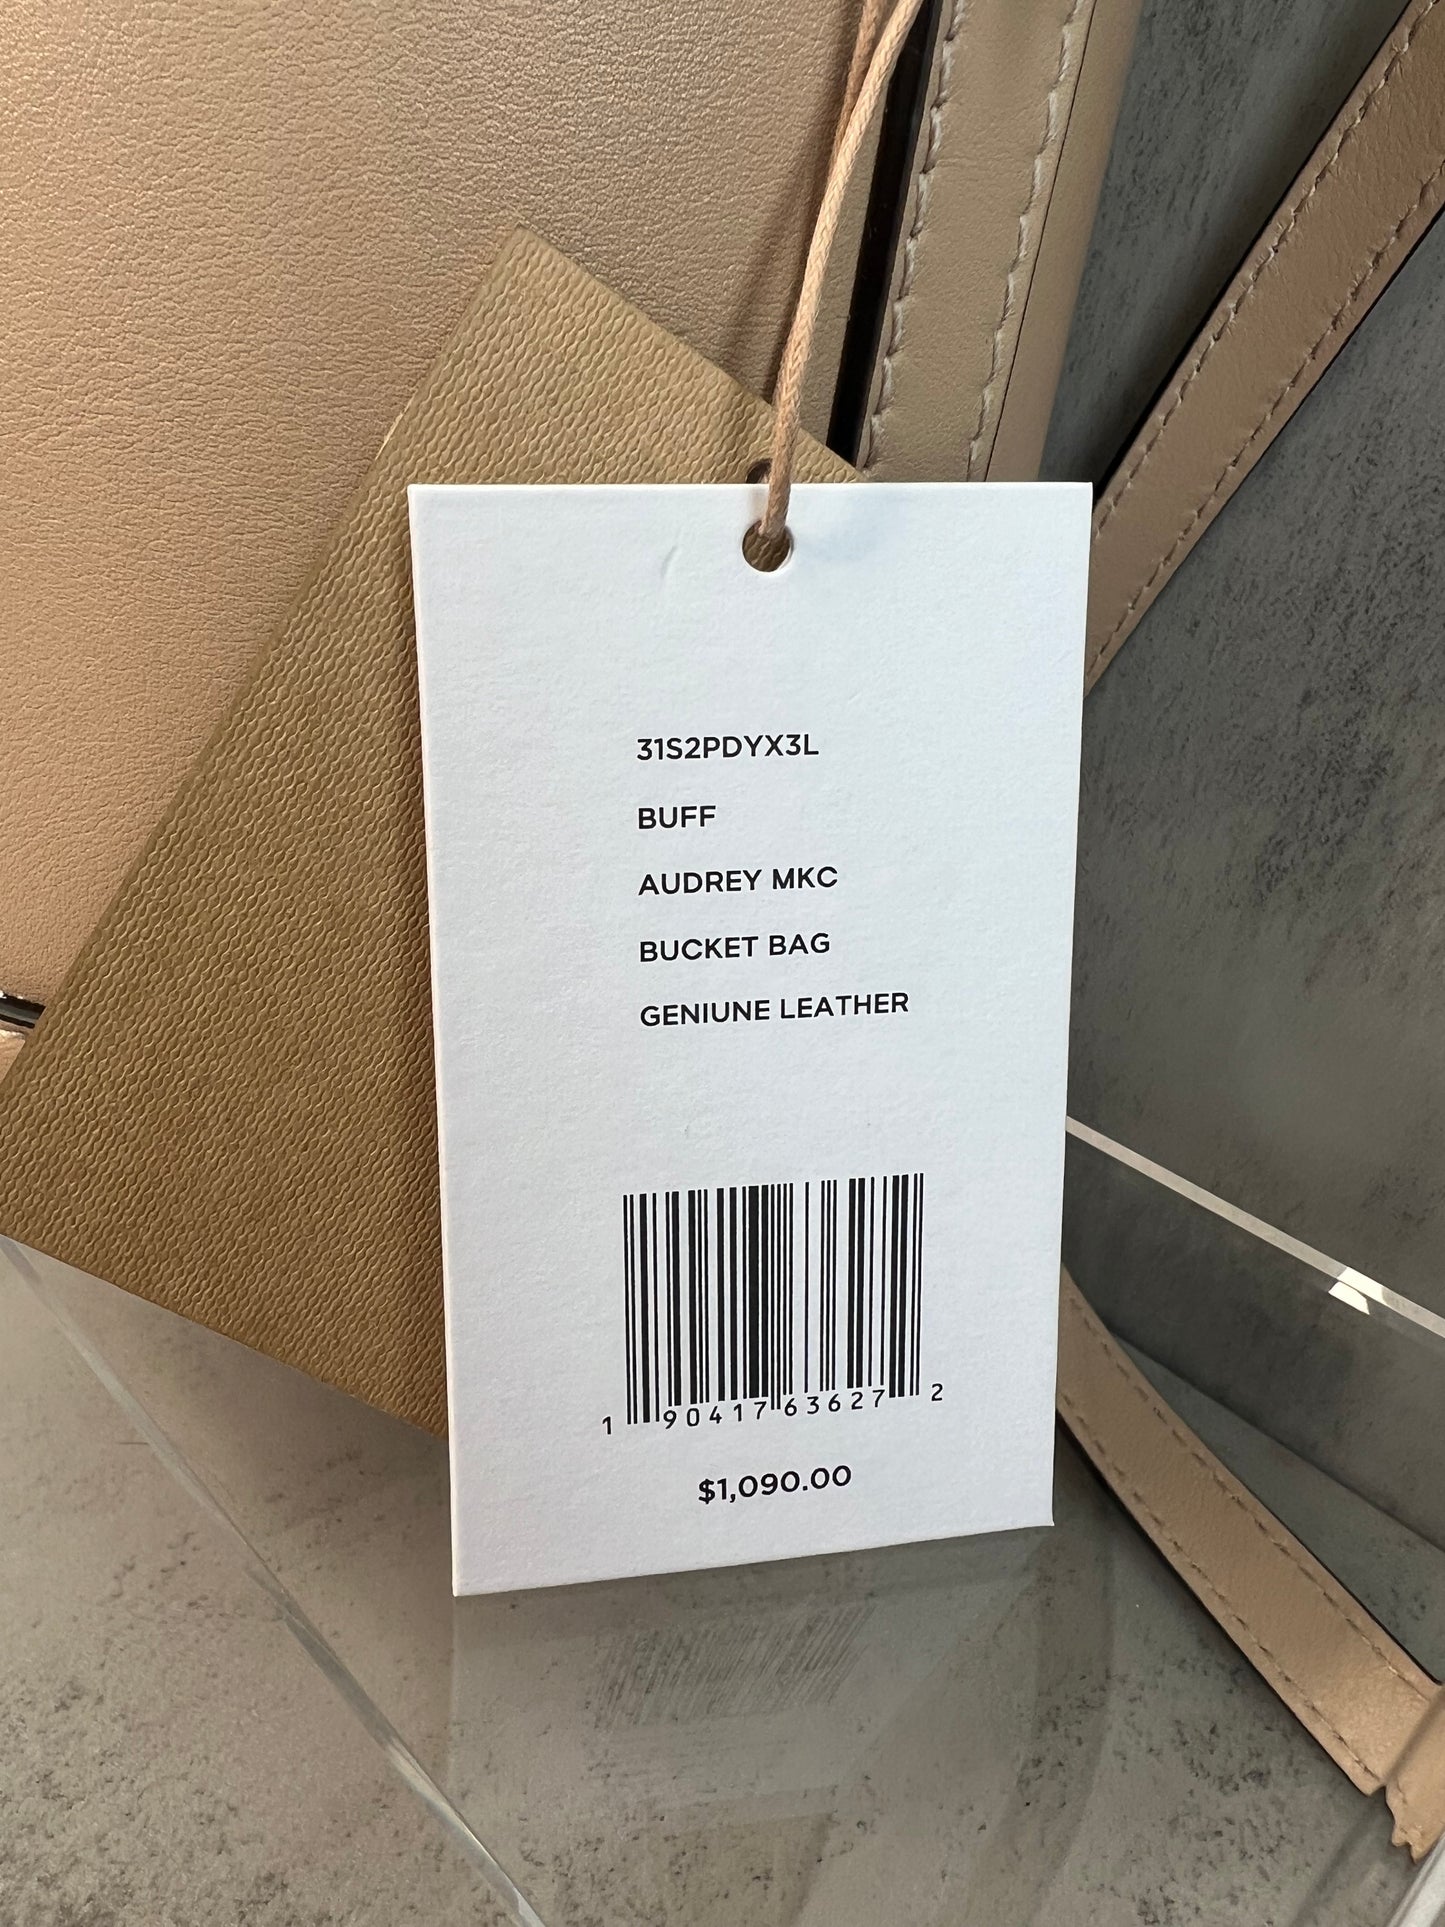 31S2PDYX3L
BUFF
AUDREY MKC
BUCKET BAG
GENIUNE LEATHER
1 90417 63627 2
$1,090.00